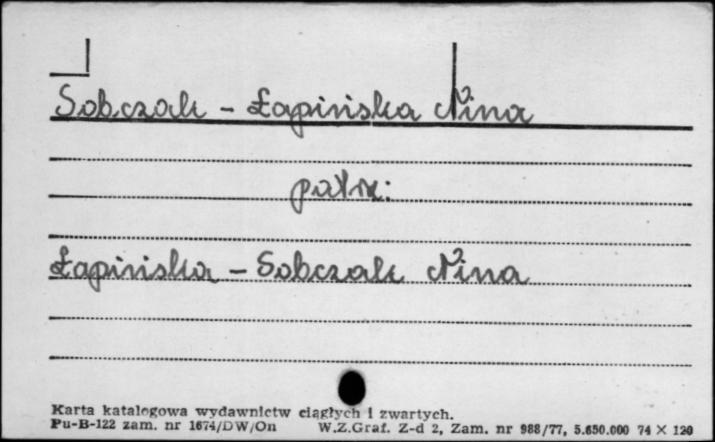 Sobczak - Łapińska Nina
patrz:
Łapińska - Sobczak Nina
Karta katalogowa wydawnictw ciągłych i zwartych.
Pu-B-122 zam. nr 1674/DW/On W.Z.Graf. Z-d 2, Zam. nr 988/77, 5.650.000 74 × 120